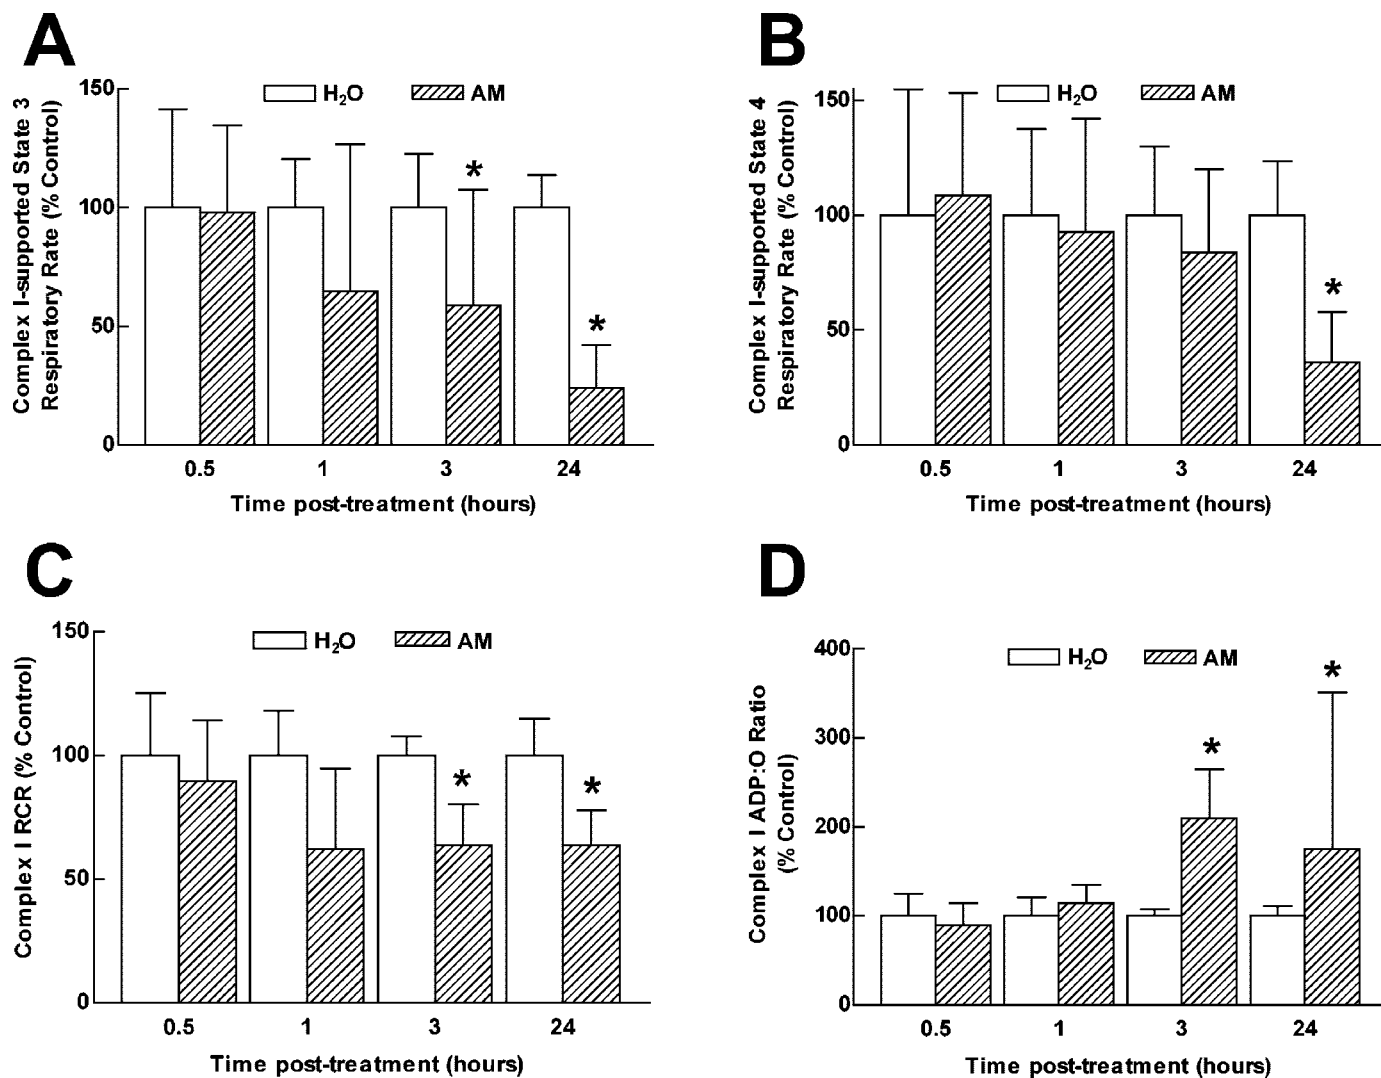 A
Complex I-supported State 3
Respiratory Rate (% Control)
150
100
50
0
H₂O
AM
*
*
0.5
1
3
24
Time post-treatment (hours)
B
Complex I-supported State 4
Respiratory Rate (% Control)
150
100
50
0
H₂O
AM
*
0.5
1
3
24
Time post-treatment (hours)
C
Complex I RCR (% Control)
150
100
50
0
H₂O
AM
*
*
0.5
1
3
24
Time post-treatment (hours)
D
Complex I ADP:O Ratio
(% Control)
400
300
200
100
0
H₂O
AM
*
*
0.5
1
3
24
Time post-treatment (hours)